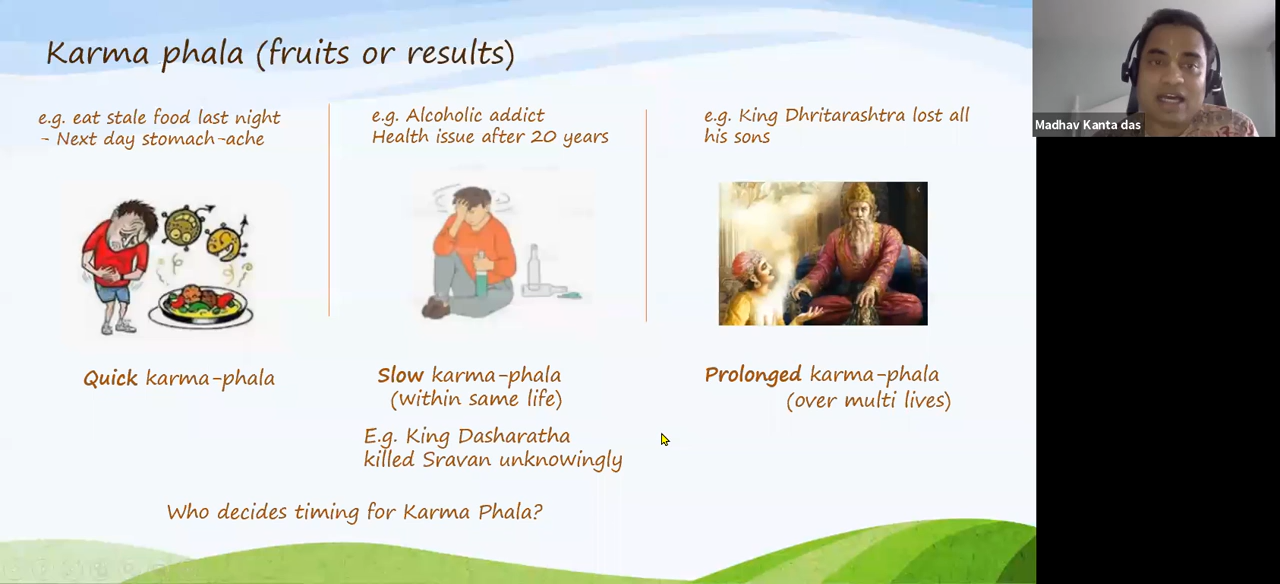 Karma phala (fruits or results)
e.g. eat stale food last night
- Next day stomach-ache
Quick karma-phala
e.g. Alcoholic addict
Health issue after 20 years
Slow karma-phala
(within same life)
E.g. King Dasharatha
killed Sravan unknowingly
e.g. King Dhritarashtra lost all
his sons
Prolonged karma-phala
(over multi lives)
Who decides timing for Karma Phala?
Madhav Kanta das